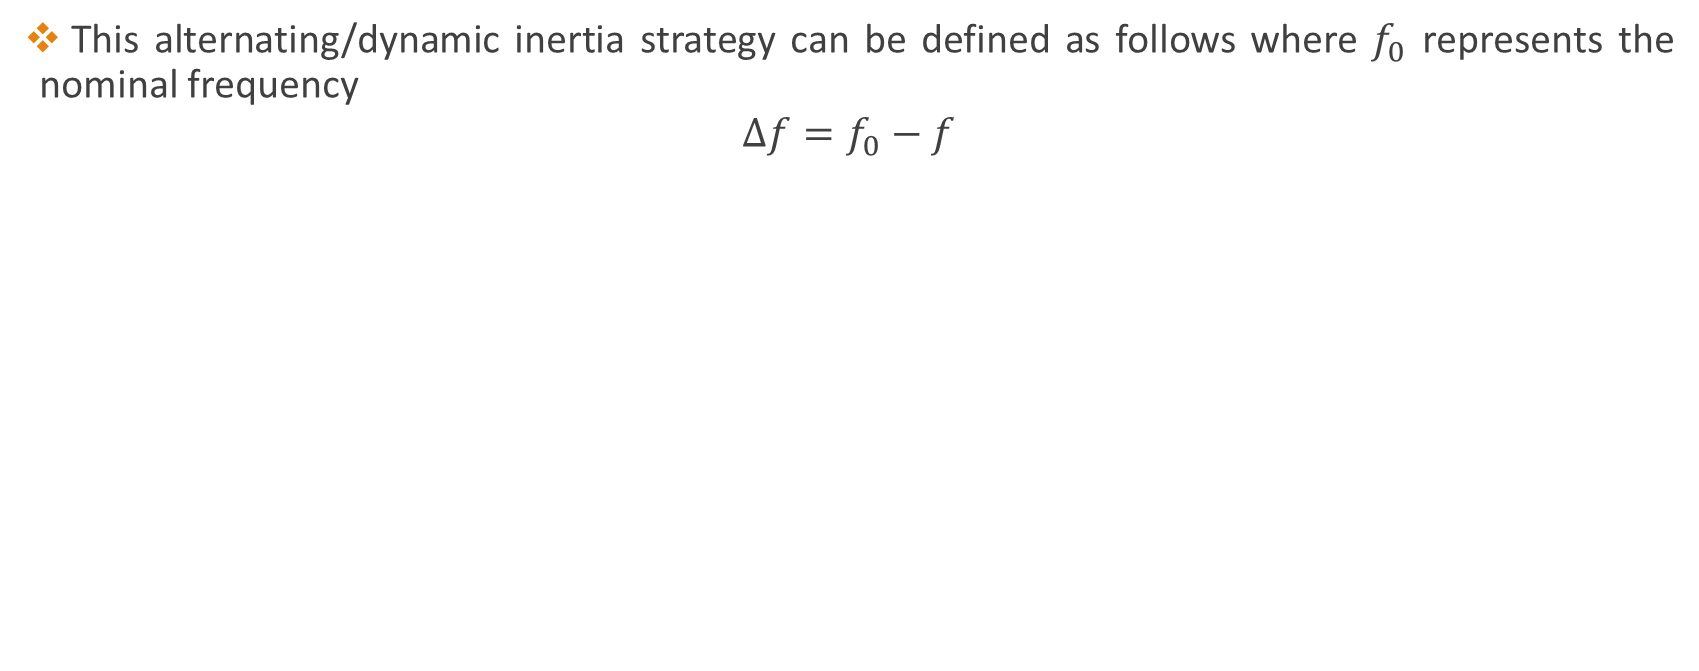 ❖ This alternating/dynamic inertia strategy can be defined as follows where f₀ represents the
nominal frequency
Δf = f₀ − f